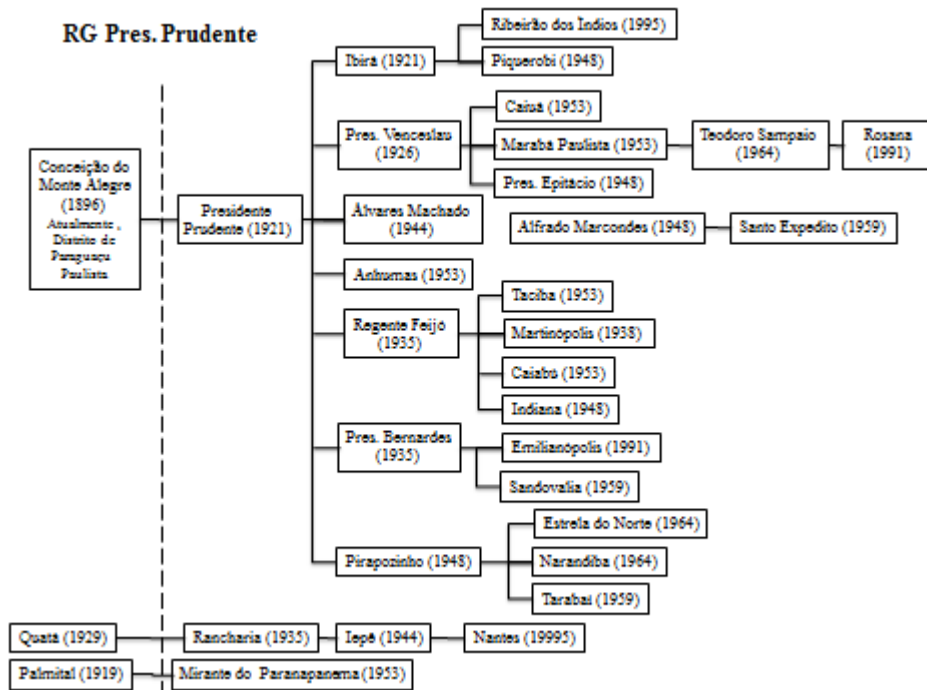 RG Pres. Prudente
Ribeirão dos Índios (1995)
Ibirá (1921)
Piquerobi (1948)
Caiuá (1953)
Pres. Venceslau
(1926)
Marabá Paulista (1953)
Teodoro Sampaio
(1964)
Rosana
(1991)
Pres. Epitácio (1948)
Conceição do
Monte Alegre
(1896)
Atualmente ,
Distrito de
Paraguaçu
Paulista
Presidente
Prudente (1921)
Álvares Machado
(1944)
Alfrado Marcondes (1948)
Santo Expedito (1959)
Anhumas (1953)
Taciba (1953)
Regente Feijó
(1935)
Martinópolis (1938)
Caiabú (1953)
Indiana (1948)
Pres. Bernardes
(1935)
Emilianópolis (1991)
Sandovalia (1959)
Estrela do Norte (1964)
Pirapozinho (1948)
Narandiba (1964)
Tarabai (1959)
Quatá (1929)
Rancharia (1935)
Iepê (1944)
Nantes (19995)
Palmital (1919)
Mirante do Paranapanema (1953)